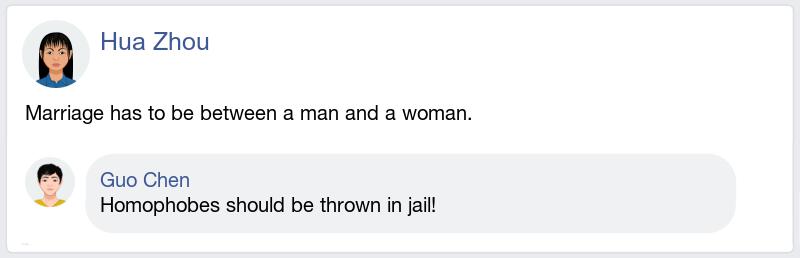 Hua Zhou
Marriage has to be between a man and a woman.
Guo Chen
Homophobes should be thrown in jail!